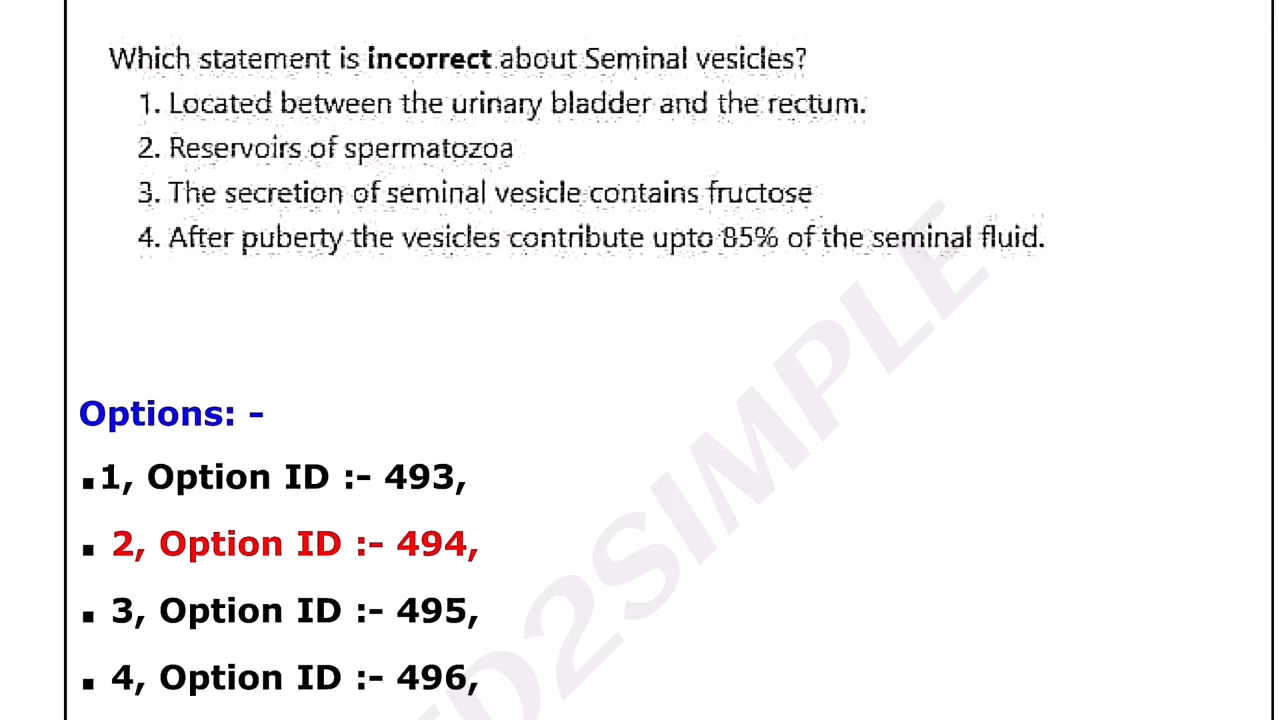 Which statement is incorrect about Seminal vesicles?
1. Located between the urinary bladder and the rectum.
2. Reservoirs of spermatozoa
3. The secretion of seminal vesicle contains fructose
4. After puberty the vesicles contribute upto 85% of the seminal fluid.
Options: -
▪1, Option ID :- 493,
▪ 2, Option ID :- 494,
▪ 3, Option ID :- 495,
▪ 4, Option ID :- 496,
D2SIMPLE